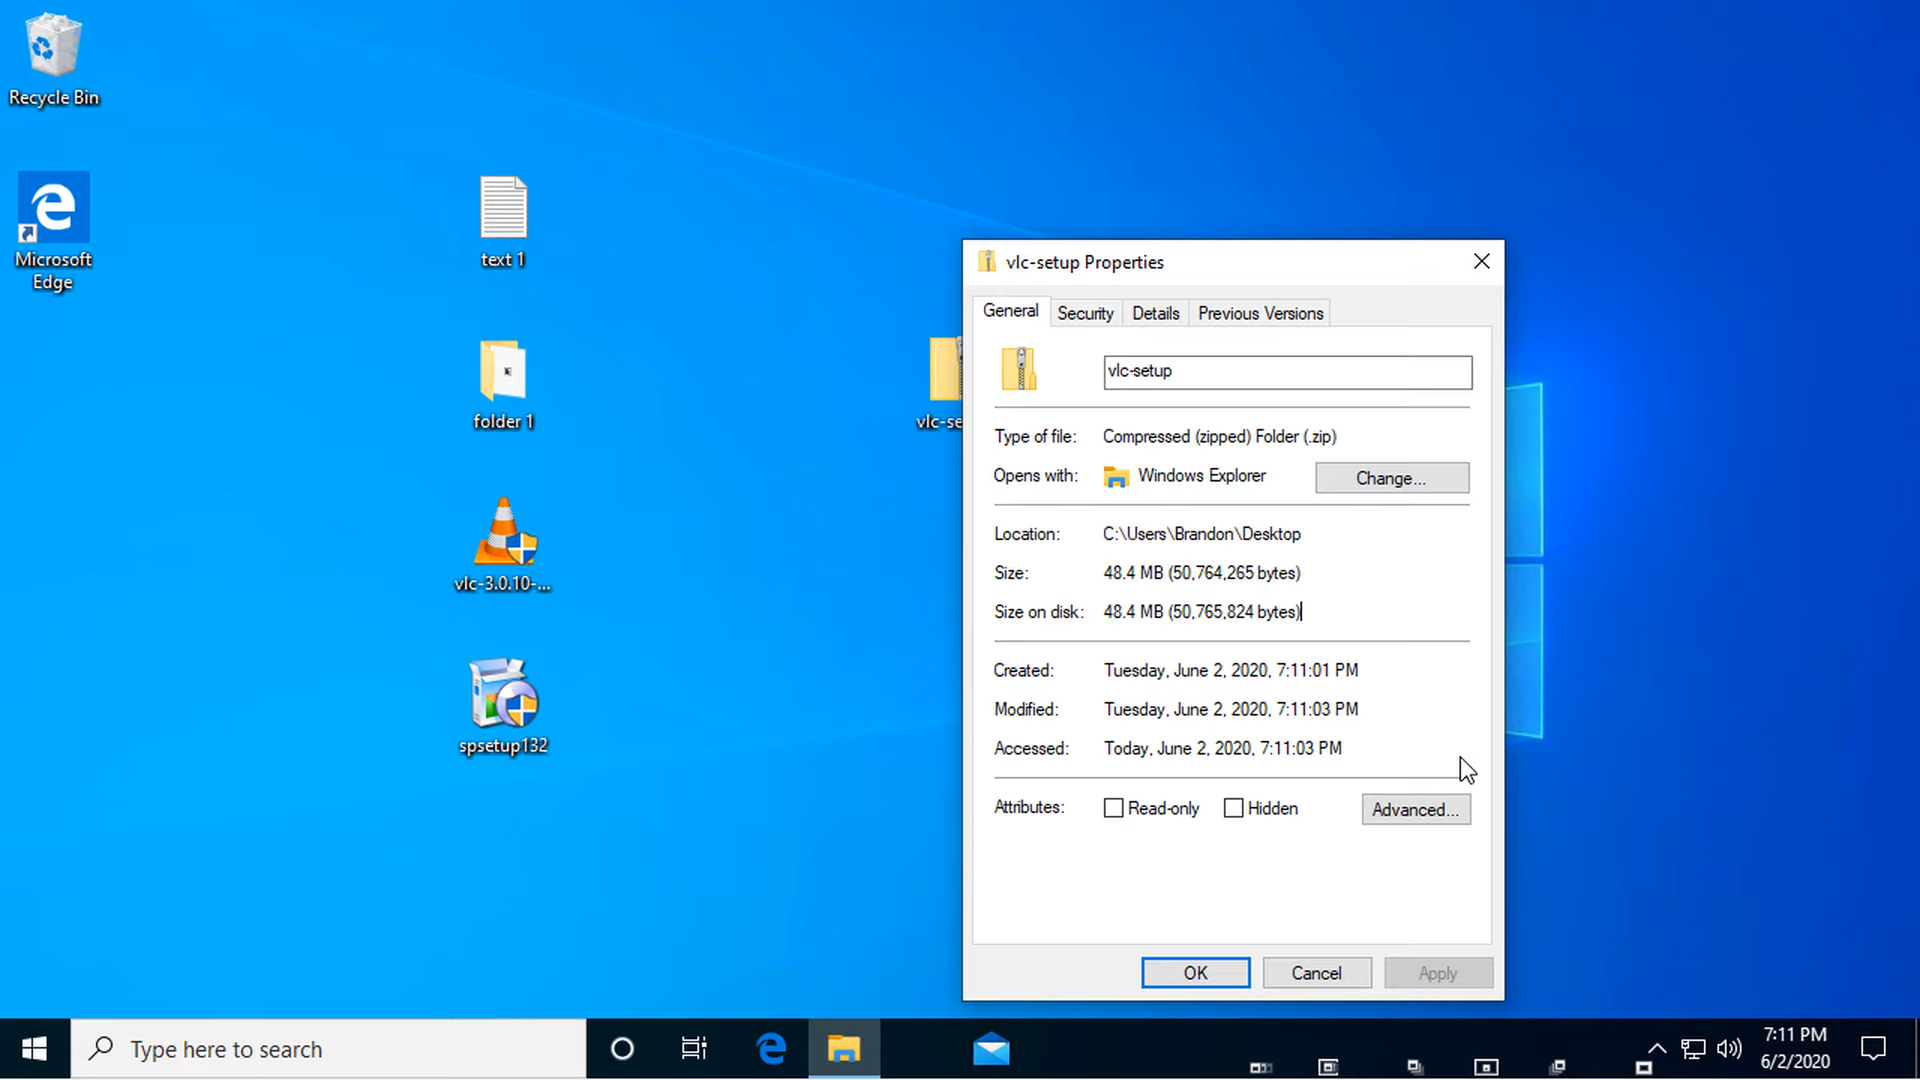 Recycle Bin
Microsoft
Edge
text 1
folder 1
vlc-3.0.10-...
spsetup132
vlc-se
vlc-setup Properties
General
Security
Details
Previous Versions
vlc-setup
Type of file: Compressed (zipped) Folder (.zip)
Opens with: Windows Explorer
Change...
Location: C:\Users\Brandon\Desktop
Size: 48.4 MB (50,764,265 bytes)
Size on disk: 48.4 MB (50,765,824 bytes)
Created: Tuesday, June 2, 2020, 7:11:01 PM
Modified: Tuesday, June 2, 2020, 7:11:03 PM
Accessed: Today, June 2, 2020, 7:11:03 PM
Attributes: Read-only Hidden
Advanced...
OK
Cancel
Apply
Type here to search
7:11 PM
6/2/2020